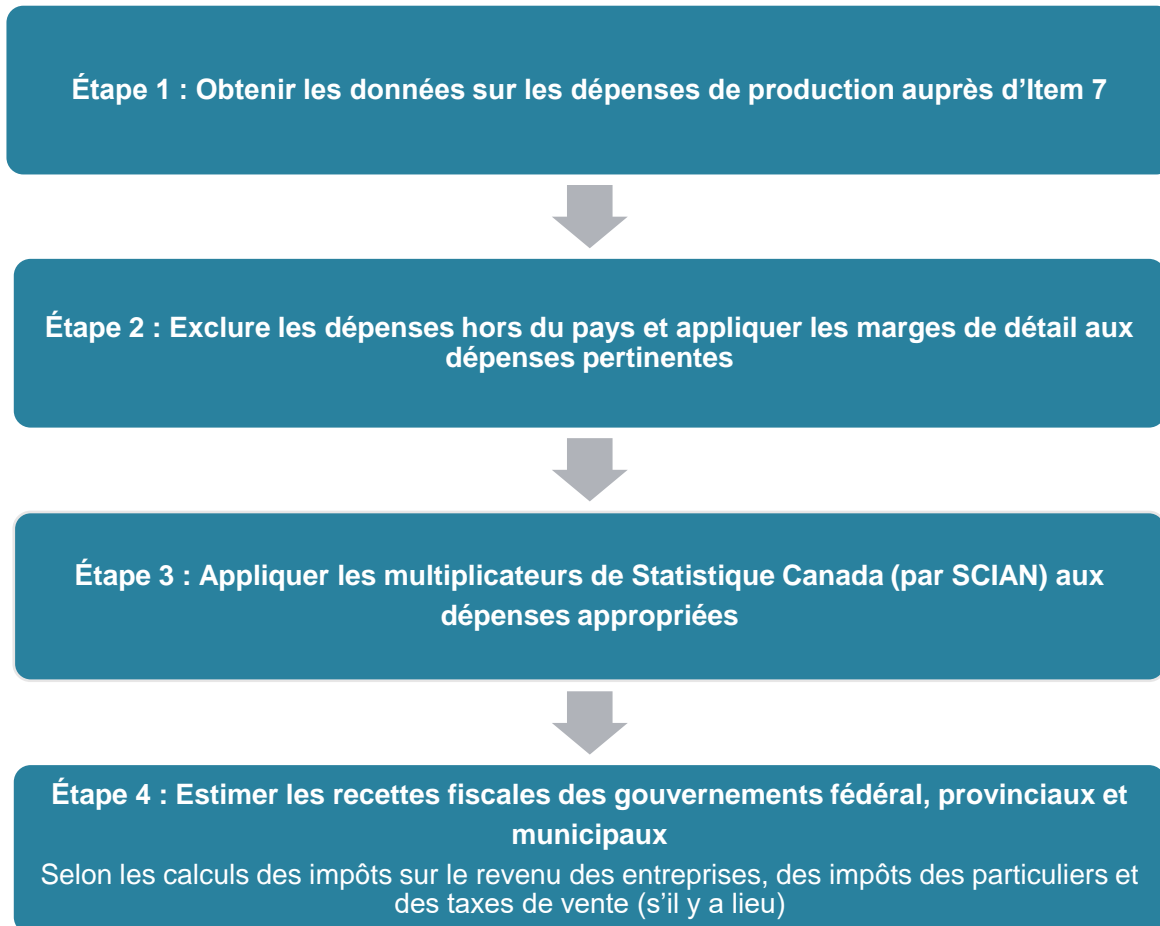 Étape 1 : Obtenir les données sur les dépenses de production auprès d’Item 7
Étape 2 : Exclure les dépenses hors du pays et appliquer les marges de détail aux
dépenses pertinentes
Étape 3 : Appliquer les multiplicateurs de Statistique Canada (par SCIAN) aux
dépenses appropriées
Étape 4 : Estimer les recettes fiscales des gouvernements fédéral, provinciaux et
municipaux
Selon les calculs des impôts sur le revenu des entreprises, des impôts des particuliers et
des taxes de vente (s’il y a lieu)